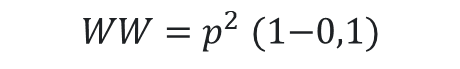 WW = p² (1−0,1)